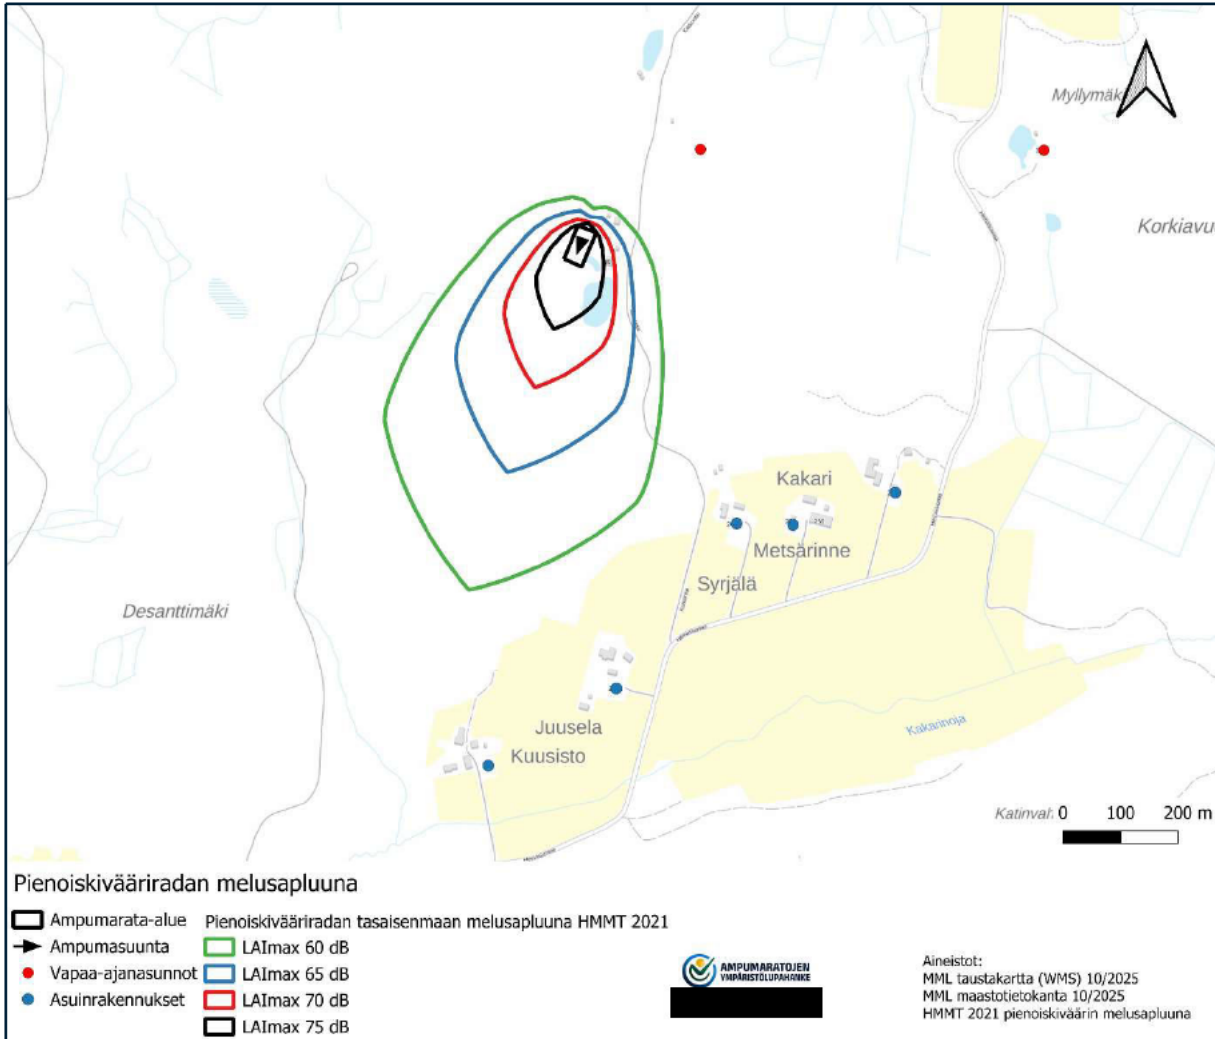 Myllymäk
Korkiavu
Kakari
Metsärinne
Syrjälä
Desanttimäki
Juusela
Kuusisto
Kakarinoja
Katinvah
0 100 200 m
Pienoiskivääriradan melusapluuna
Ampumarata-alue
Ampumasuunta
Vapaa-ajanasunnot
Asuinrakennukset
Pienoiskivääriradan tasaisenmaan melusapluuna HMMT 2021
LAImax 60 dB
LAImax 65 dB
LAImax 70 dB
LAImax 75 dB
AMPUMARATOJEN
YMPÄRISTÖLUPAHANKE
Aineistot:
MML taustakartta (WMS) 10/2025
MML maastotietokanta 10/2025
HMMT 2021 pienoiskiväärin melusapluuna